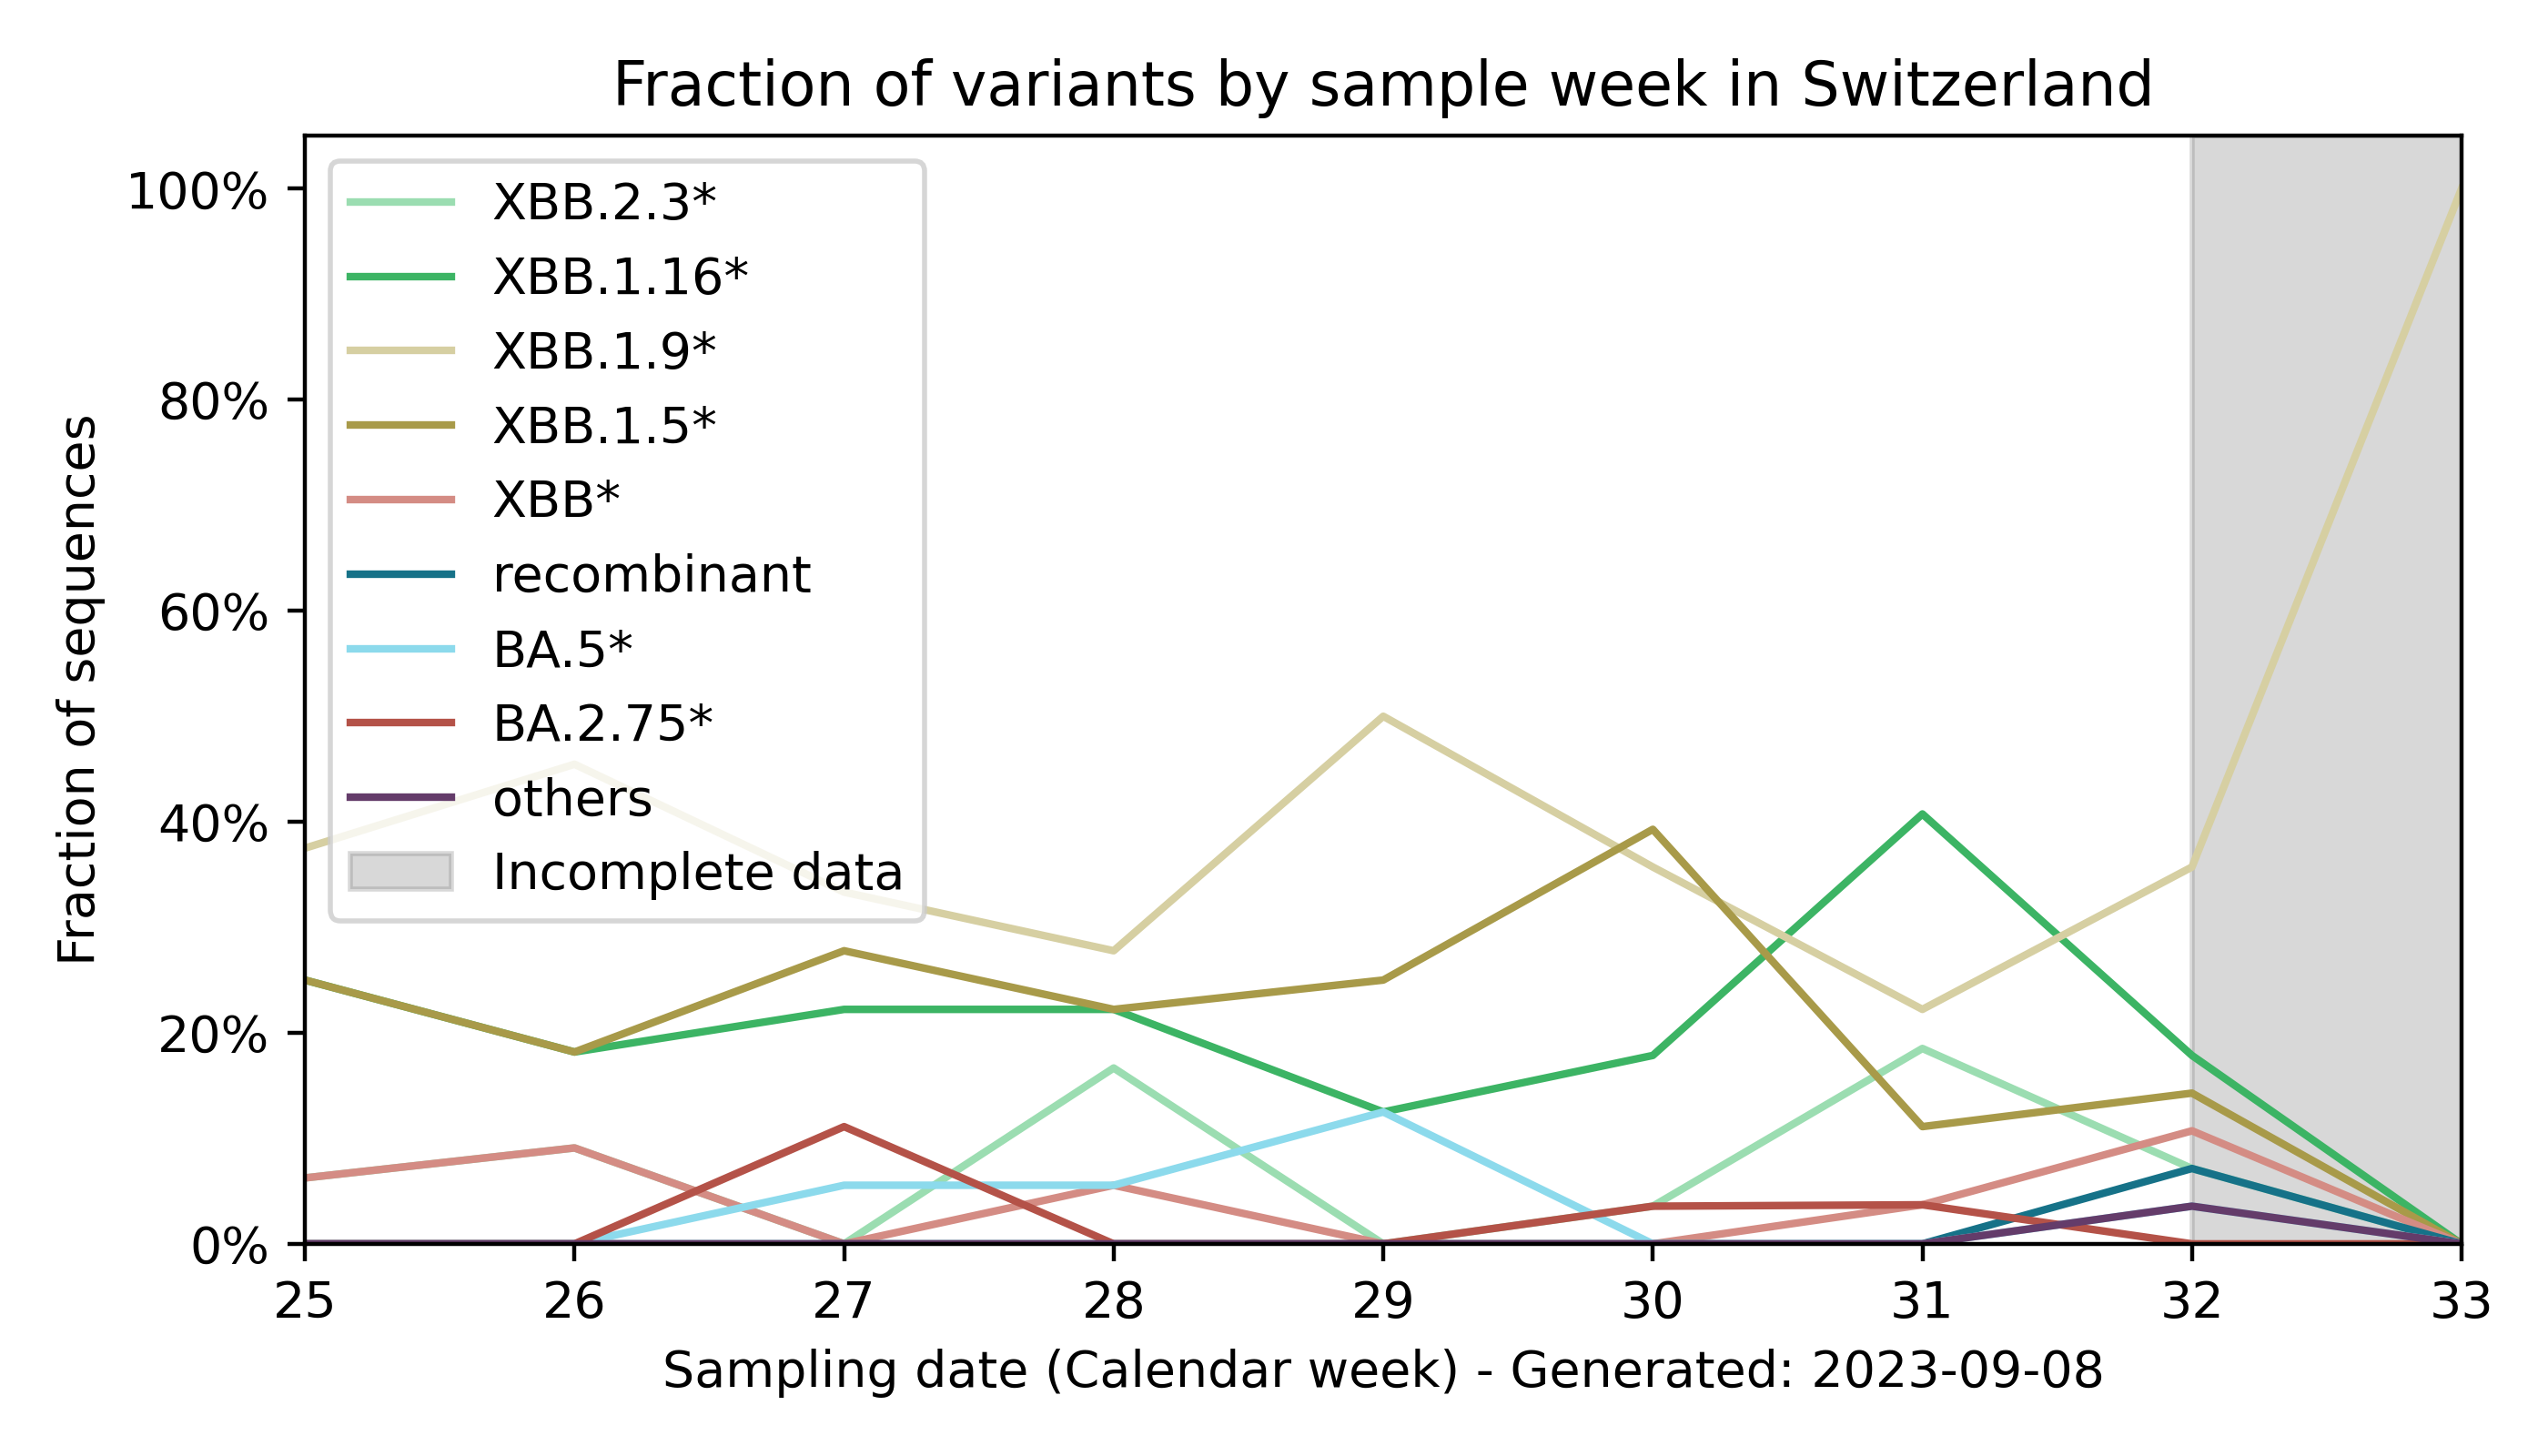 Fraction of variants by sample week in Switzerland
Fraction of sequences
100%
80%
60%
40%
20%
0%
XBB.2.3*
XBB.1.16*
XBB.1.9*
XBB.1.5*
XBB*
recombinant
BA.5*
BA.2.75*
others
Incomplete data
25 26 27 28 29 30 31 32 33
Sampling date (Calendar week) - Generated: 2023-09-08